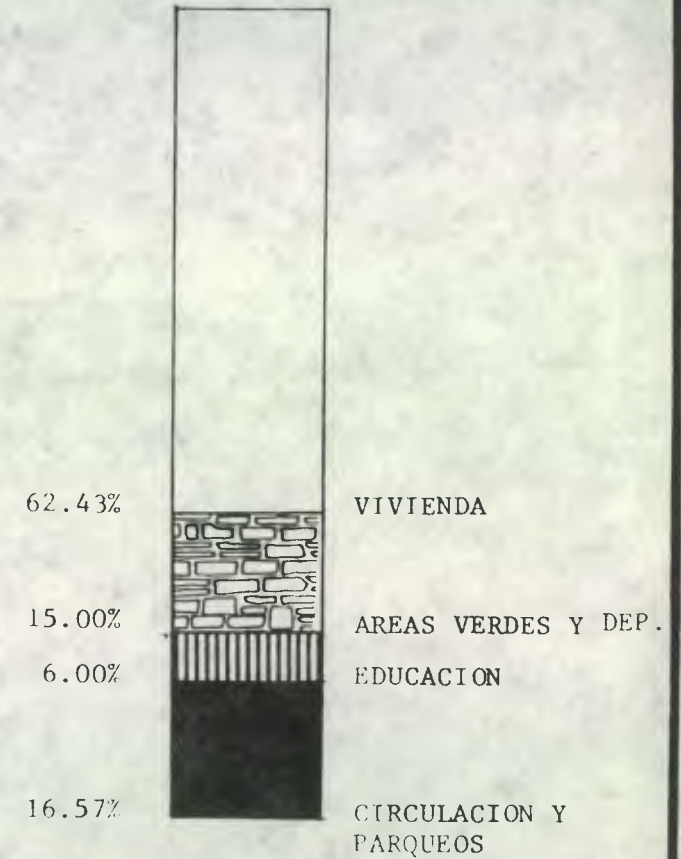 62.43% VIVIENDA
15.00% AREAS VERDES Y DEP.
6.00% EDUCACION
16.57% CIRCULACION Y
PARQUEOS